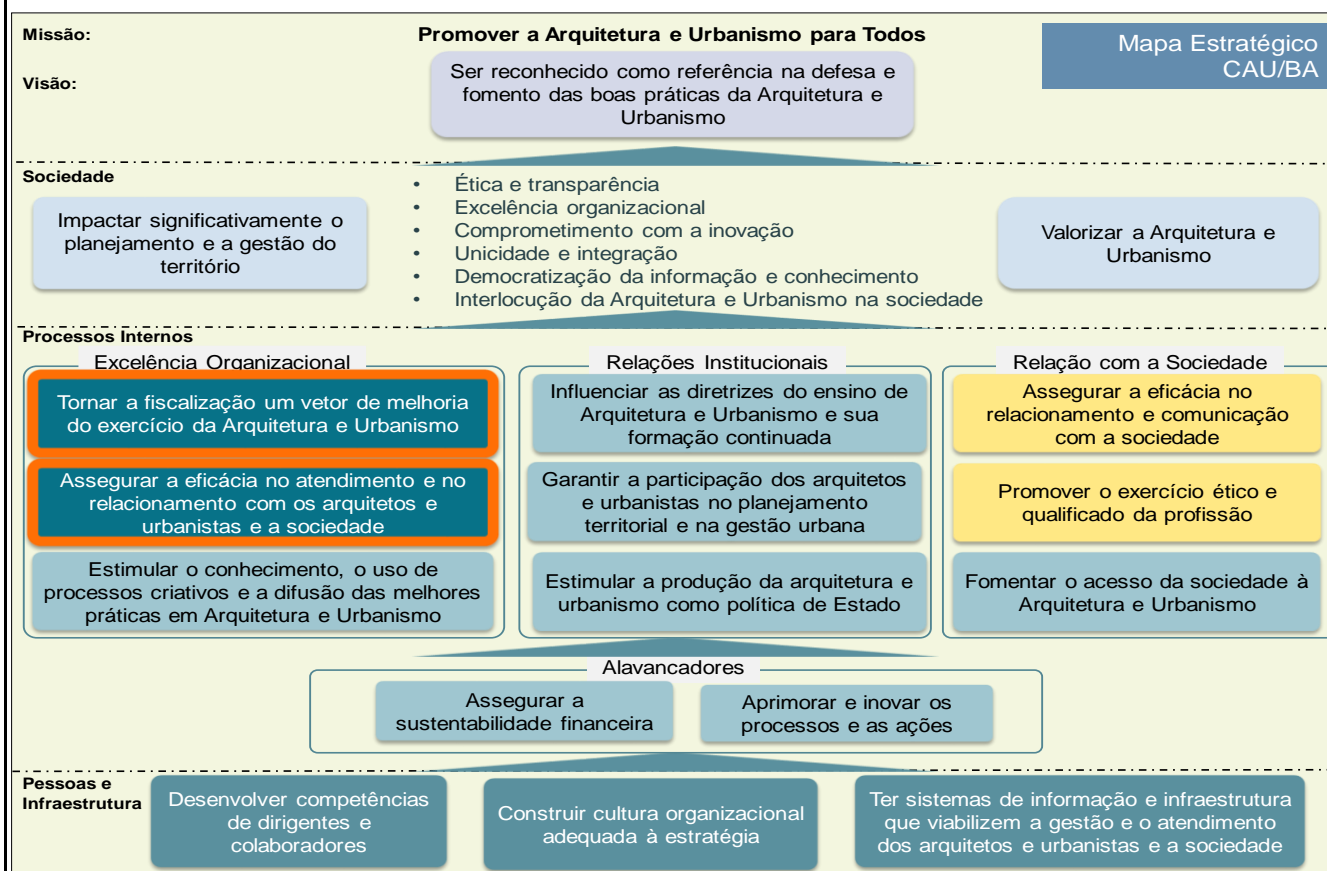 Missão:
Promover a Arquitetura e Urbanismo para Todos
Mapa Estratégico
CAU/BA
Visão:
Ser reconhecido como referência na defesa e
fomento das boas práticas da Arquitetura e
Urbanismo
Sociedade
Impactar significativamente o
planejamento e a gestão do
território
• Ética e transparência
• Excelência organizacional
• Comprometimento com a inovação
• Unicidade e integração
• Democratização da informação e conhecimento
• Interlocução da Arquitetura e Urbanismo na sociedade
Valorizar a Arquitetura e
Urbanismo
Processos Internos
Excelência Organizacional
Tornar a fiscalização um vetor de melhoria
do exercício da Arquitetura e Urbanismo
Assegurar a eficácia no atendimento e no
relacionamento com os arquitetos e
urbanistas e a sociedade
Estimular o conhecimento, o uso de
processos criativos e a difusão das melhores
práticas em Arquitetura e Urbanismo
Relações Institucionais
Influenciar as diretrizes do ensino de
Arquitetura e Urbanismo e sua
formação continuada
Garantir a participação dos arquitetos
e urbanistas no planejamento
territorial e na gestão urbana
Estimular a produção da arquitetura e
urbanismo como política de Estado
Relação com a Sociedade
Assegurar a eficácia no
relacionamento e comunicação
com a sociedade
Promover o exercício ético e
qualificado da profissão
Fomentar o acesso da sociedade à
Arquitetura e Urbanismo
Alavancadores
Assegurar a
sustentabilidade financeira
Aprimorar e inovar os
processos e as ações
Pessoas e
Infraestrutura
Desenvolver competências
de dirigentes e
colaboradores
Construir cultura organizacional
adequada à estratégia
Ter sistemas de informação e infraestrutura
que viabilizem a gestão e o atendimento
dos arquitetos e urbanistas e a sociedade